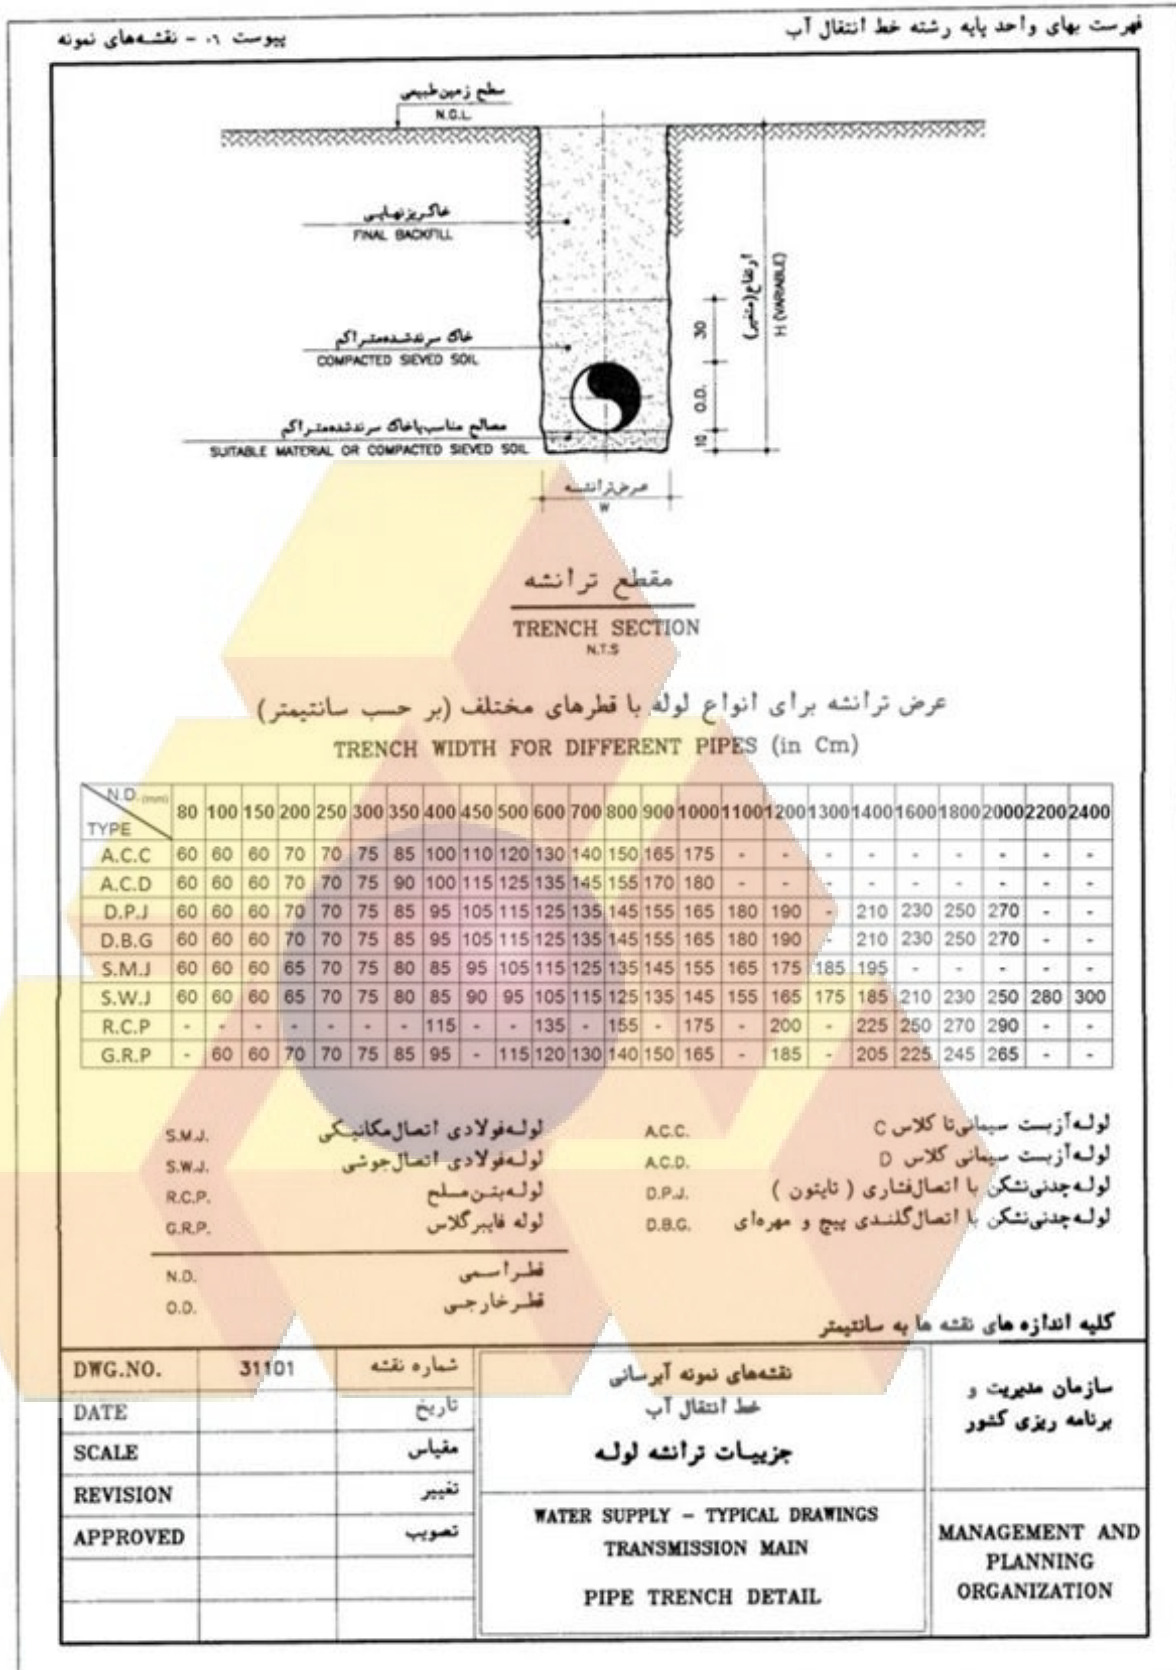 فهرست بهای واحد پایه رشته خط انتقال آب
پیوست ۰۶ - نقشه‌های نمونه
سطح زمین طبیعی
N.G.L.
خاکریز نهایی
FINAL BACKFILL
خاک سرند شده متراکم
COMPACTED SIEVED SOIL
مصالح مناسب یا خاک سرند شده متراکم
SUITABLE MATERIAL OR COMPACTED SIEVED SOIL
30
O.D.
10
ارتفاع (متغیر)
H (VARIABLE)
عرض ترانشه
W
مقطع ترانشه
TRENCH SECTION
N.T.S
عرض ترانشه برای انواع لوله با قطرهای مختلف (بر حسب سانتیمتر)
TRENCH WIDTH FOR DIFFERENT PIPES (in Cm)
N.D. (mm) TYPE 80 100 150 200 250 300 350 400 450 500 600 700 800 900 1000 1100 1200 1300 1400 1600 1800 2000 2200 2400
A.C.C 60 60 60 70 70 75 85 100 110 120 130 140 150 165 175 - - - - - - - - -
A.C.D 60 60 60 70 70 75 90 100 115 125 135 145 155 170 180 - - - - - - - - -
D.P.J 60 60 60 70 70 75 85 95 105 115 125 135 145 155 165 180 190 - 210 230 250 270 - -
D.B.G 60 60 60 70 70 75 85 95 105 115 125 135 145 155 165 180 190 - 210 230 250 270 - -
S.M.J 60 60 60 65 70 75 80 85 95 105 115 125 135 145 155 165 175 185 195 - - - - -
S.W.J 60 60 60 65 70 75 80 85 90 95 105 115 125 135 145 155 165 175 185 210 230 250 280 300
R.C.P - - - - - - - 115 - - 135 - 155 - 175 - 200 - 225 250 270 290 - -
G.R.P - 60 60 70 70 75 85 95 - 115 120 130 140 150 165 - 185 - 205 225 245 265 - -
لوله آزبست سیمانی تا کلاس C A.C.C.
لوله آزبست سیمانی کلاس D A.C.D.
لوله چدنی نشکن با اتصال فشاری ( تایتون ) D.P.J.
لوله چدنی نشکن با اتصال گلندی پیچ و مهره‌ای D.B.G.
لوله فولادی اتصال مکانیکی S.M.J.
لوله فولادی اتصال جوشی S.W.J.
لوله بتن مسلح R.C.P.
لوله فایبرگلاس G.R.P.
قطر اسمی N.D.
قطر خارجی O.D.
کلیه اندازه های نقشه ها به سانتیمتر
سازمان مدیریت و
برنامه ریزی کشور
MANAGEMENT AND
PLANNING
ORGANIZATION
نقشه‌های نمونه آبرسانی
خط انتقال آب
جزییات ترانشه لوله
WATER SUPPLY – TYPICAL DRAWINGS
TRANSMISSION MAIN
PIPE TRENCH DETAIL
DWG.NO. 31101 شماره نقشه
DATE تاریخ
SCALE مقیاس
REVISION تغییر
APPROVED تصویب